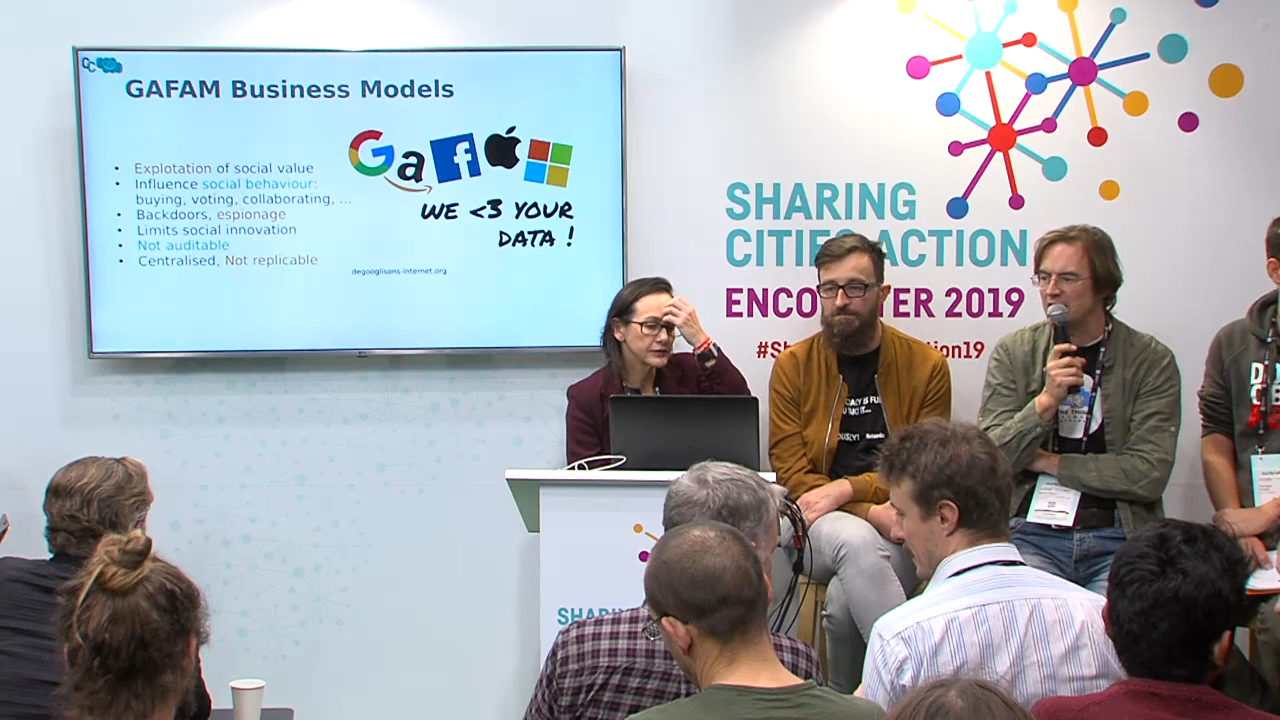 GAFAM Business Models
• Explotation of social value
• Influence social behaviour:
buying, voting, collaborating, ...
• Backdoors, espionage
• Limits social innovation
• Not auditable
• Centralised, Not replicable
Ga
WE <3 YOUR
DATA !
degooglisons-internet.org
SHARING
CITIES ACTION
ENCOUNTER 2019